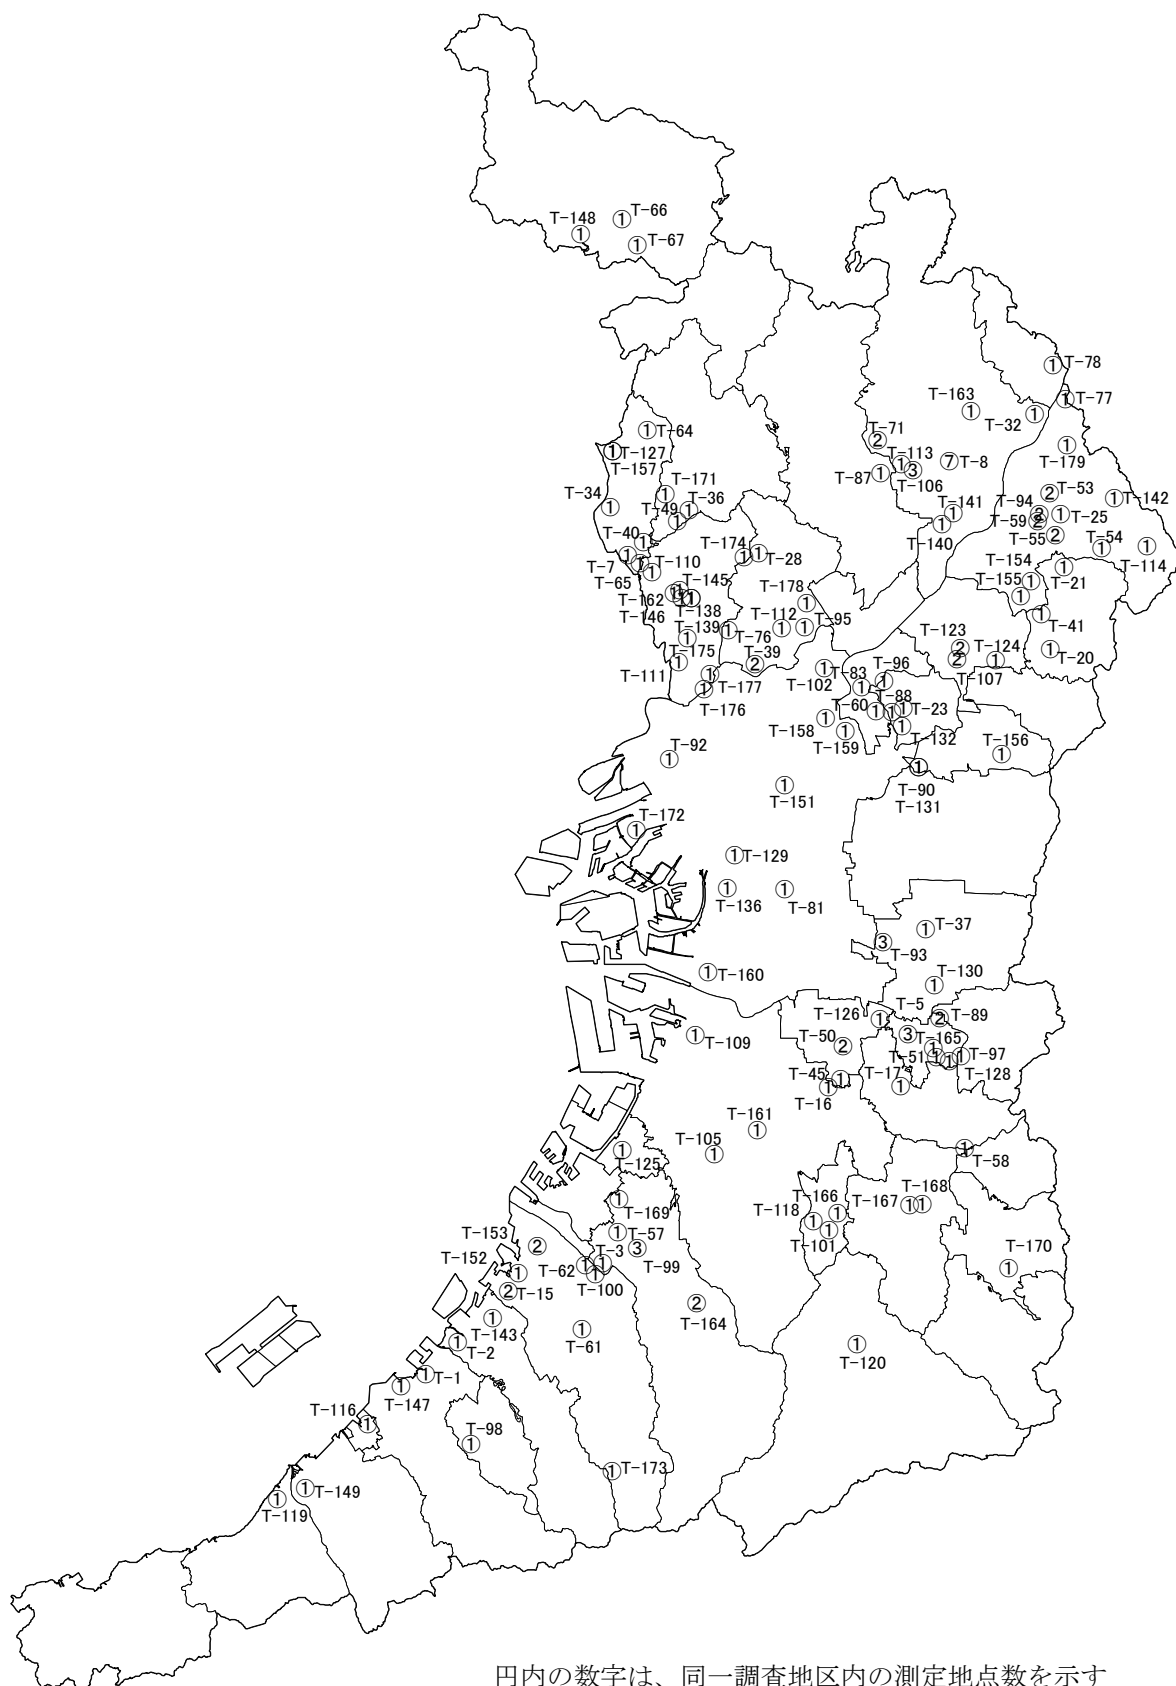 T-66
T-148
①
①
①
T-67
T-78
①
T-163
①
T-77
①
T-32
①
T-64
①
T-71
②
T-127
①
T-157
T-113
①
③
T-106
⑦
T-8
T-87
①
①
T-179
T-171
①
T-36
①
T-34
①
T-49
①
T-53
②
T-94
②
T-142
①
T-141
①
T-59
②
①
T-25
T-40
①
T-140
①
T-55
②
T-54
①
①
T-114
T-174
①
①
T-28
T-7
①
T-65
①
T-110
①
T-154
①
T-155
①
①
T-21
T-145
T-162
①
T-146
T-138
①
T-178
①
T-112
①
①
T-95
①
T-41
T-139
①
T-76
①
T-123
②
T-124
①
①
T-20
T-175
①
T-39
②
②
T-107
T-111
①
T-177
①
T-176
T-102
①
T-83
①
T-96
①
T-60
①
T-88
①
①
T-23
T-158
①
T-159
①
①
T-132
T-92
①
T-156
①
①
T-90
T-131
①
T-151
T-172
①
①
T-129
①
T-136
①
T-81
①
T-37
③
T-93
①
T-160
T-130
①
T-126
①
T-5
③
②
T-89
①
T-109
T-50
②
T-165
①
T-51
①
①
①
T-97
T-128
T-45
①
T-16
①
T-17
①
T-161
①
T-105
①
①
T-125
①
T-58
①
T-169
T-118
①
T-166
①
T-101
①
T-167
①
T-168
①
T-153
②
①
T-57
T-152
①
T-62
①
T-3
①
③
T-99
①
T-100
T-170
①
②
T-15
②
T-164
①
T-143
①
T-61
①
T-2
①
T-120
①
T-1
①
T-147
T-116
①
T-98
①
①
T-173
①
T-149
①
T-119
円内の数字は、同一調査地区内の測定地点数を示す